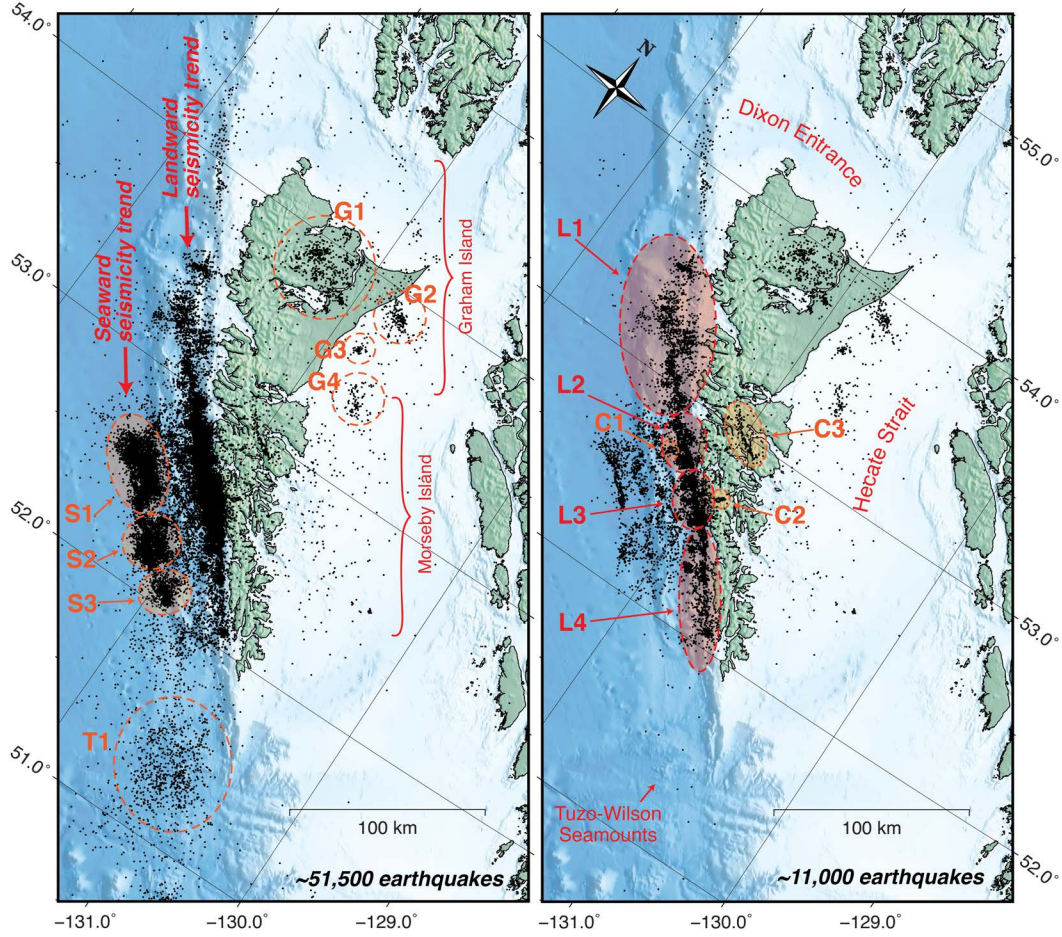 54.0°
53.0°
52.0°
51.0°
Landward
seismicity trend
Seaward
seismicity trend
G1
G2
G3
G4
Graham Island
Morseby Island
S1
S2
S3
T1
100 km
~51,500 earthquakes
−131.0°
−130.0°
−129.0°
N
Dixon Entrance
Hecate Strait
L1
L2
C1
L3
L4
C3
C2
Tuzo-Wilson
Seamounts
100 km
~11,000 earthquakes
55.0°
54.0°
53.0°
52.0°
−131.0°
−130.0°
−129.0°